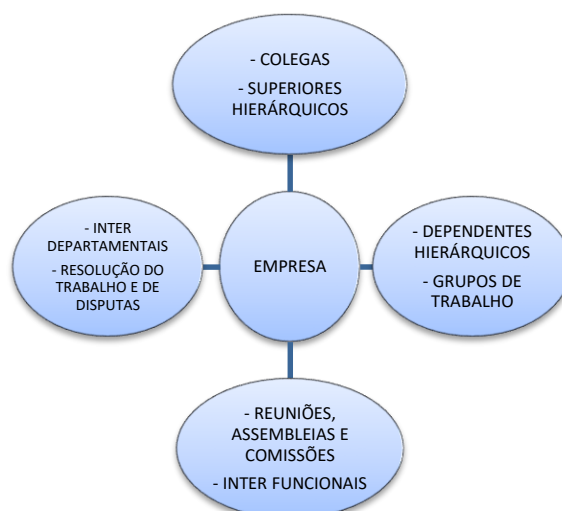 - COLEGAS
- SUPERIORES
HIERÁRQUICOS
- INTER
DEPARTAMENTAIS
- RESOLUÇÃO DO
TRABALHO E DE
DISPUTAS
EMPRESA
- DEPENDENTES
HIERÁRQUICOS
- GRUPOS DE
TRABALHO
- REUNIÕES,
ASSEMBLEIAS E
COMISSÕES
- INTER FUNCIONAIS